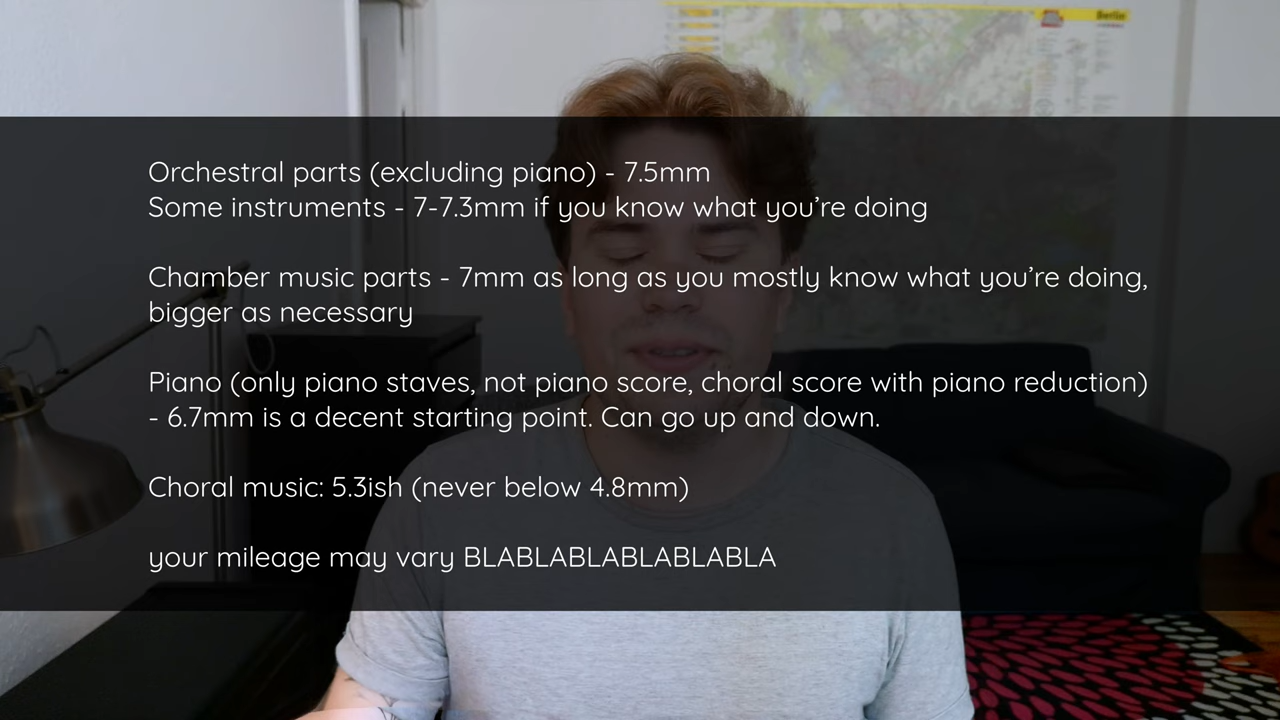 Berlin
Orchestral parts (excluding piano) - 7.5mm
Some instruments - 7-7.3mm if you know what you’re doing
Chamber music parts - 7mm as long as you mostly know what you’re doing,
bigger as necessary
Piano (only piano staves, not piano score, choral score with piano reduction)
- 6.7mm is a decent starting point. Can go up and down.
Choral music: 5.3ish (never below 4.8mm)
your mileage may vary BLABLABLABLABLABLA